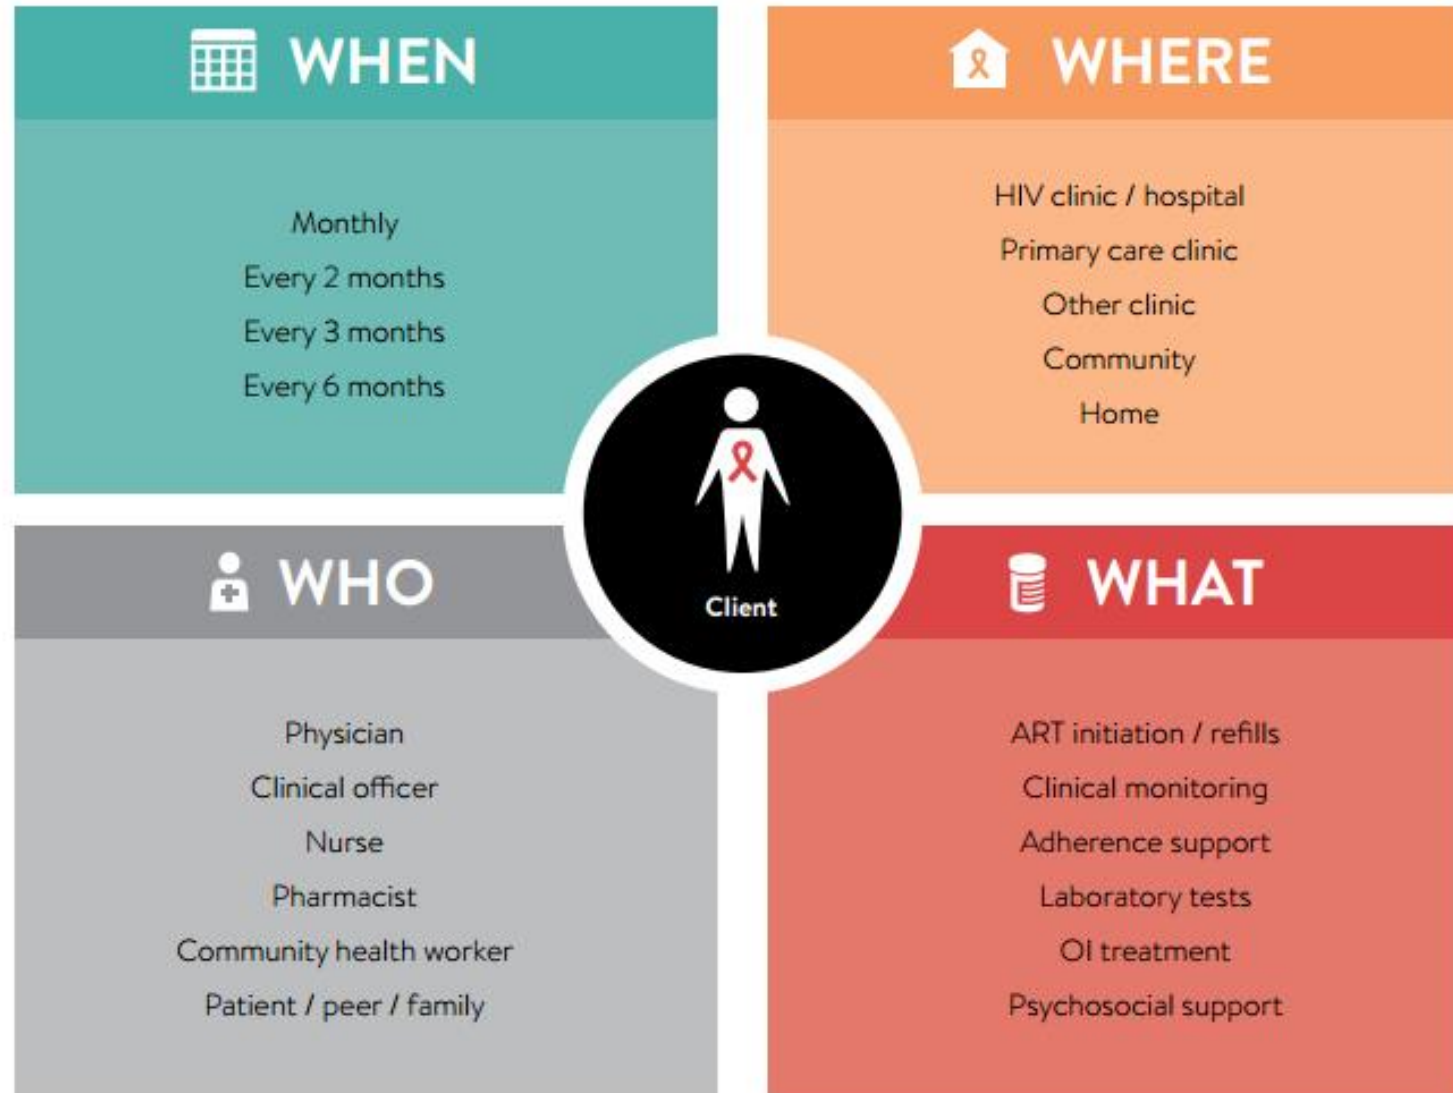 WHEN
Monthly
Every 2 months
Every 3 months
Every 6 months
WHERE
HIV clinic / hospital
Primary care clinic
Other clinic
Community
Home
Client
WHO
Physician
Clinical officer
Nurse
Pharmacist
Community health worker
Patient / peer / family
WHAT
ART initiation / refills
Clinical monitoring
Adherence support
Laboratory tests
OI treatment
Psychosocial support